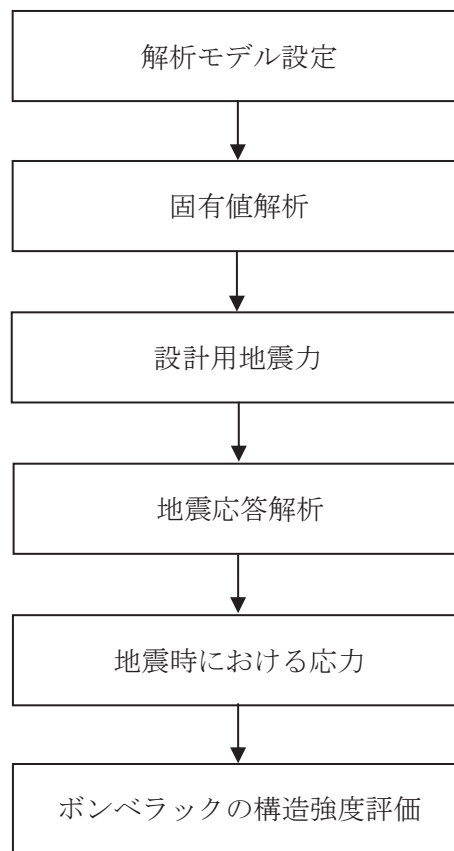 解析モデル設定
固有値解析
設計用地震力
地震応答解析
地震時における応力
ボンベラックの構造強度評価